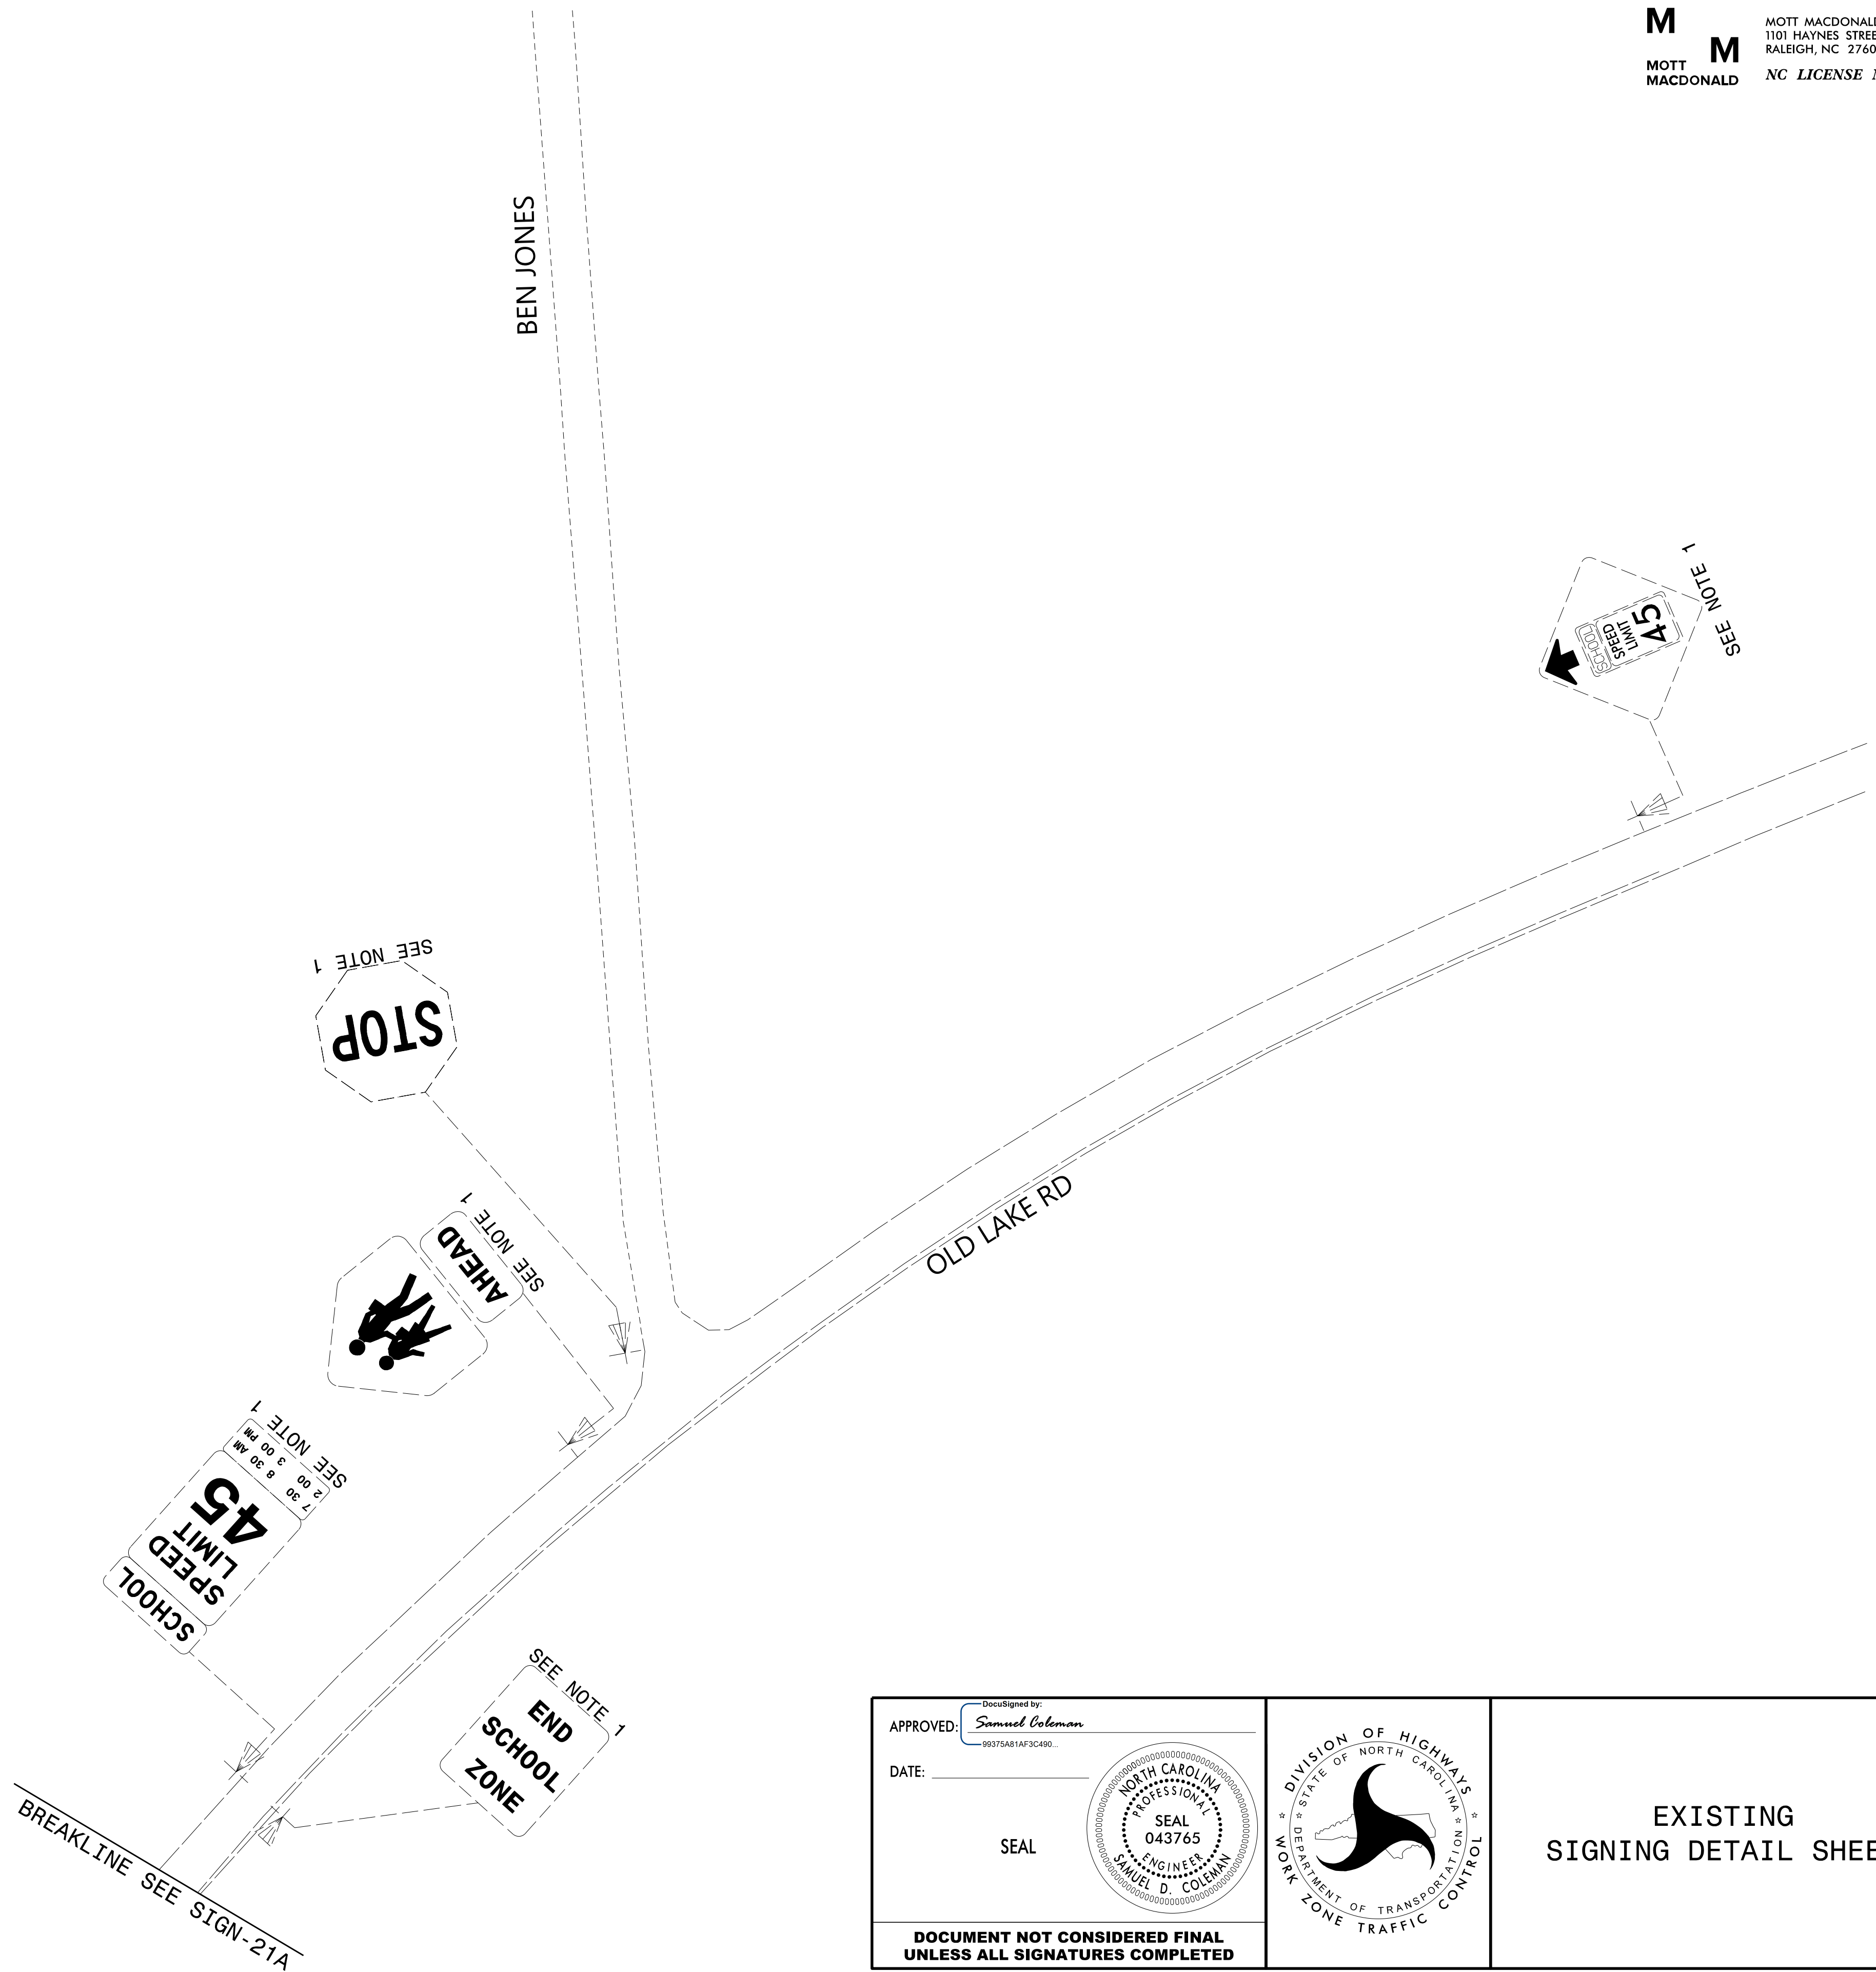 M
M
MOTT
MACDONALD
MOTT MACDONALD
1101 HAYNES
RALEIGH, NC
NC LICENSE
BEN JONES
SEE NOTE 1
SCHOOL
SPEED
LIMIT
45
SEE NOTE 1
STOP
AHEAD
SEE NOTE 1
OLD LAKE RD
SCHOOL
SPEED
LIMIT
45
7 30 8 30 AM
2 00 3 00 PM
SEE NOTE 1
SEE NOTE 1
END
SCHOOL
ZONE
BREAKLINE SEE SIGN-21A
APPROVED:
DocuSigned by:
Samuel Coleman
99375A81AF3C490...
DATE:
SEAL
NORTH CAROLINA
PROFESSIONAL
SEAL
043765
ENGINEER
SAMUEL D. COLEMAN
DOCUMENT NOT CONSIDERED FINAL
UNLESS ALL SIGNATURES COMPLETED
DIVISION OF HIGHWAYS
STATE OF NORTH CAROLINA
DEPARTMENT OF TRANSPORTATION
WORK ZONE TRAFFIC CONTROL
EXISTING
SIGNING DETAIL